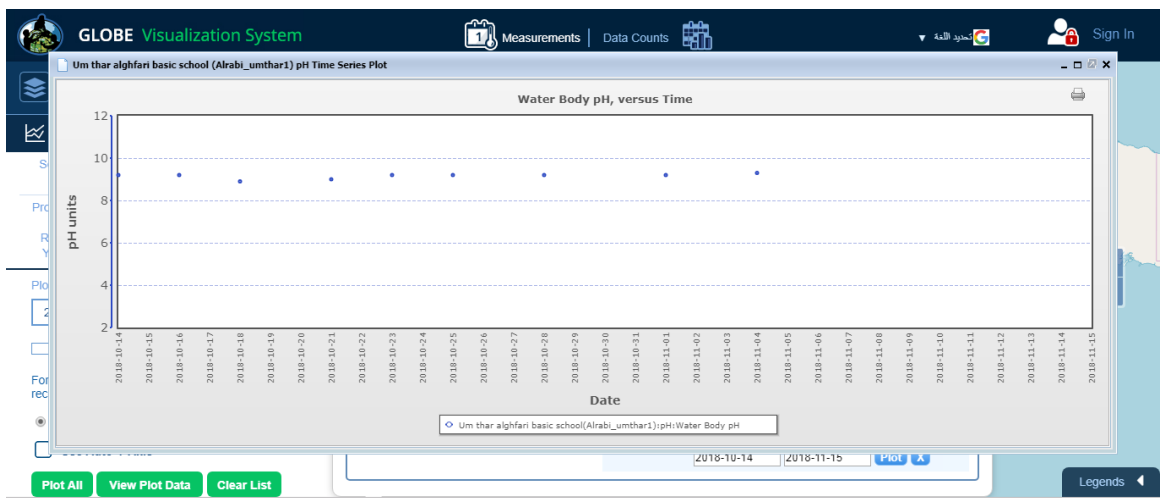 GLOBE Visualization System
1 Measurements | Data Counts
تحديد اللغة ▼
Sign In
Um thar alghfari basic school (Alrabi_umthar1) pH Time Series Plot
Water Body pH, versus Time
12
10
8
6
4
2
pH units
2018-10-14
2018-10-15
2018-10-16
2018-10-17
2018-10-18
2018-10-19
2018-10-20
2018-10-21
2018-10-22
2018-10-23
2018-10-24
2018-10-25
2018-10-26
2018-10-27
2018-10-28
2018-10-29
2018-10-30
2018-10-31
2018-11-01
2018-11-02
2018-11-03
2018-11-04
2018-11-05
2018-11-06
2018-11-07
2018-11-08
2018-11-09
2018-11-10
2018-11-11
2018-11-12
2018-11-13
2018-11-14
2018-11-15
Date
Um thar alghfari basic school(Alrabi_umthar1):pH:Water Body pH
Plo
For
rec
2018-10-14 2018-11-15 Plot X
Plot All View Plot Data Clear List
Legends